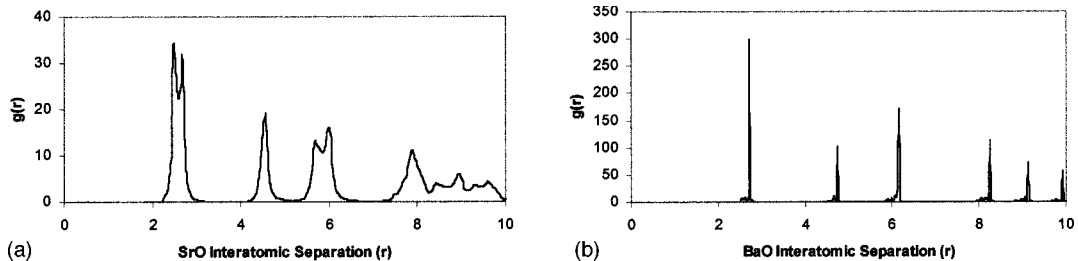 40
30
20
10
0
g(r)
0 2 4 6 8 10
(a) SrO Interatomic Separation (r)
350
300
250
200
150
100
50
0
g(r)
0 2 4 6 8 10
(b) BaO Interatomic Separation (r)